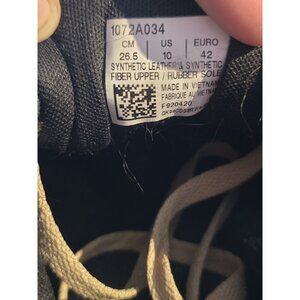 1072A034
CM US EURO
26.5 10 42
SYNTHETIC LEATHER & SYNTHETIC
FIBER UPPER / RUBBER SOLE
MADE IN VIETNAM
FABRIQUE AU VIETNAM
F920420